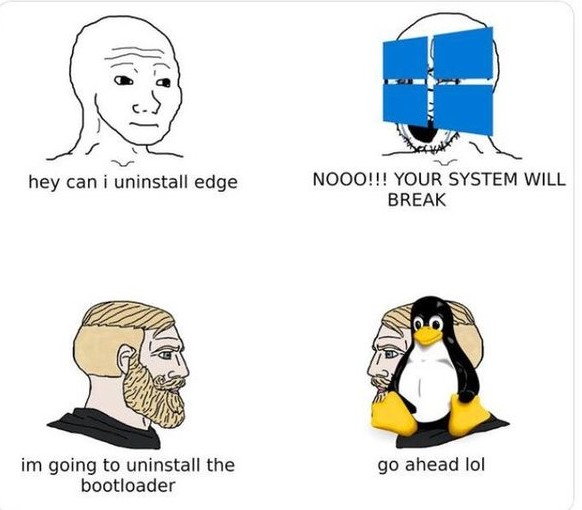 hey can i uninstall edge
NOOO!!! YOUR SYSTEM WILL
BREAK
im going to uninstall the
bootloader
go ahead lol